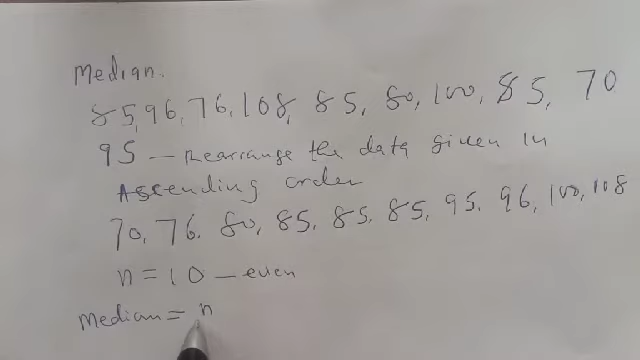 Median.
85, 96, 76, 108, 85, 80, 100, 85, 70
95 – Rearrange the data given in
Ascending order
70, 76. 80, 85. 85. 85, 95. 96, 100, 108
n = 10 – even
Median = n